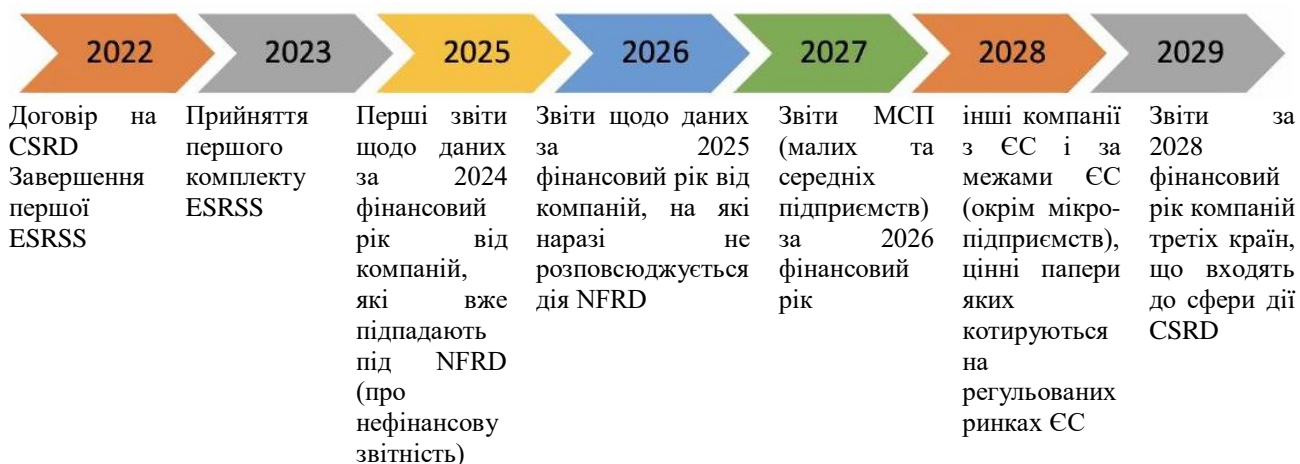 2022
2023
2025
2026
2027
2028
2029
Договір на
CSRD
Завершення
першої
ESRSS
Прийняття
першого
комплекту
ESRSS
Перші звіти
щодо даних
за 2024
фінансовий
рік від
компаній,
які вже
підпадають
під NFRD
(про
нефінансову
звітність)
Звіти щодо даних
за 2025
фінансовий рік від
компаній, на які
наразі не
розповсюджується
дія NFRD
Звіти МСП
(малих та
середніх
підприємств)
за 2026
фінансовий
рік
інші компанії
з ЄС і за
межами ЄС
(окрім мікро-
підприємств),
цінні папери
яких
котируються
на
регульованих
ринках ЄС
Звіти за
2028
фінансовий
рік компаній
третіх країн,
що входять
до сфери дії
CSRD